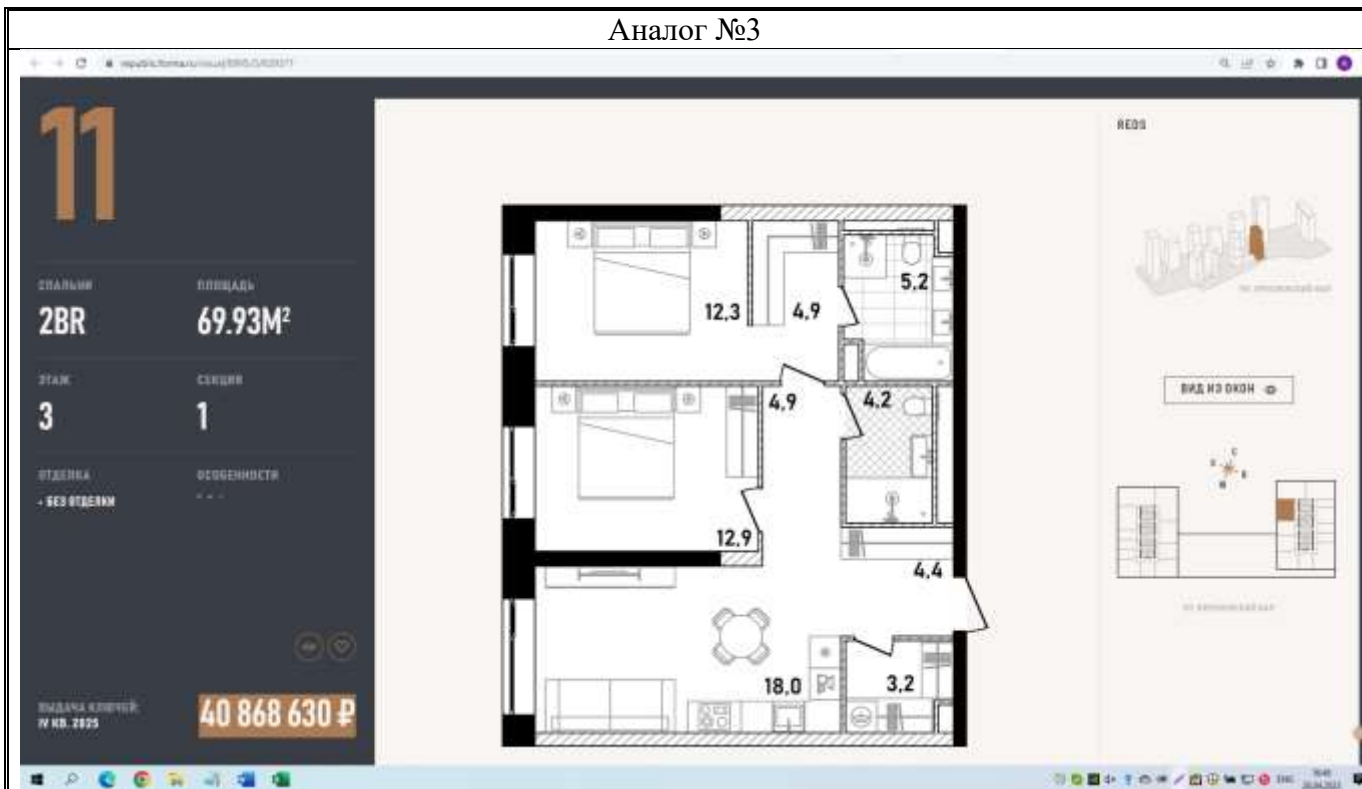 Аналог №3
11
REDS
СПАЛЬНИ
ПЛОЩАДЬ
2BR
69.93М²
ЭТАЖ
СЕКЦИЯ
3
1
ОТДЕЛКА
ОСОБЕННОСТИ
- БЕЗ ОТДЕЛКИ
- - -
ВЫДАЧА КЛЮЧЕЙ:
IV КВ. 2025
40 868 630 ₽
12,3
4,9
5,2
4,9
4,2
12,9
4,4
18,0
3,2
ВИД ИЗ ОКОН
С
В
ENG